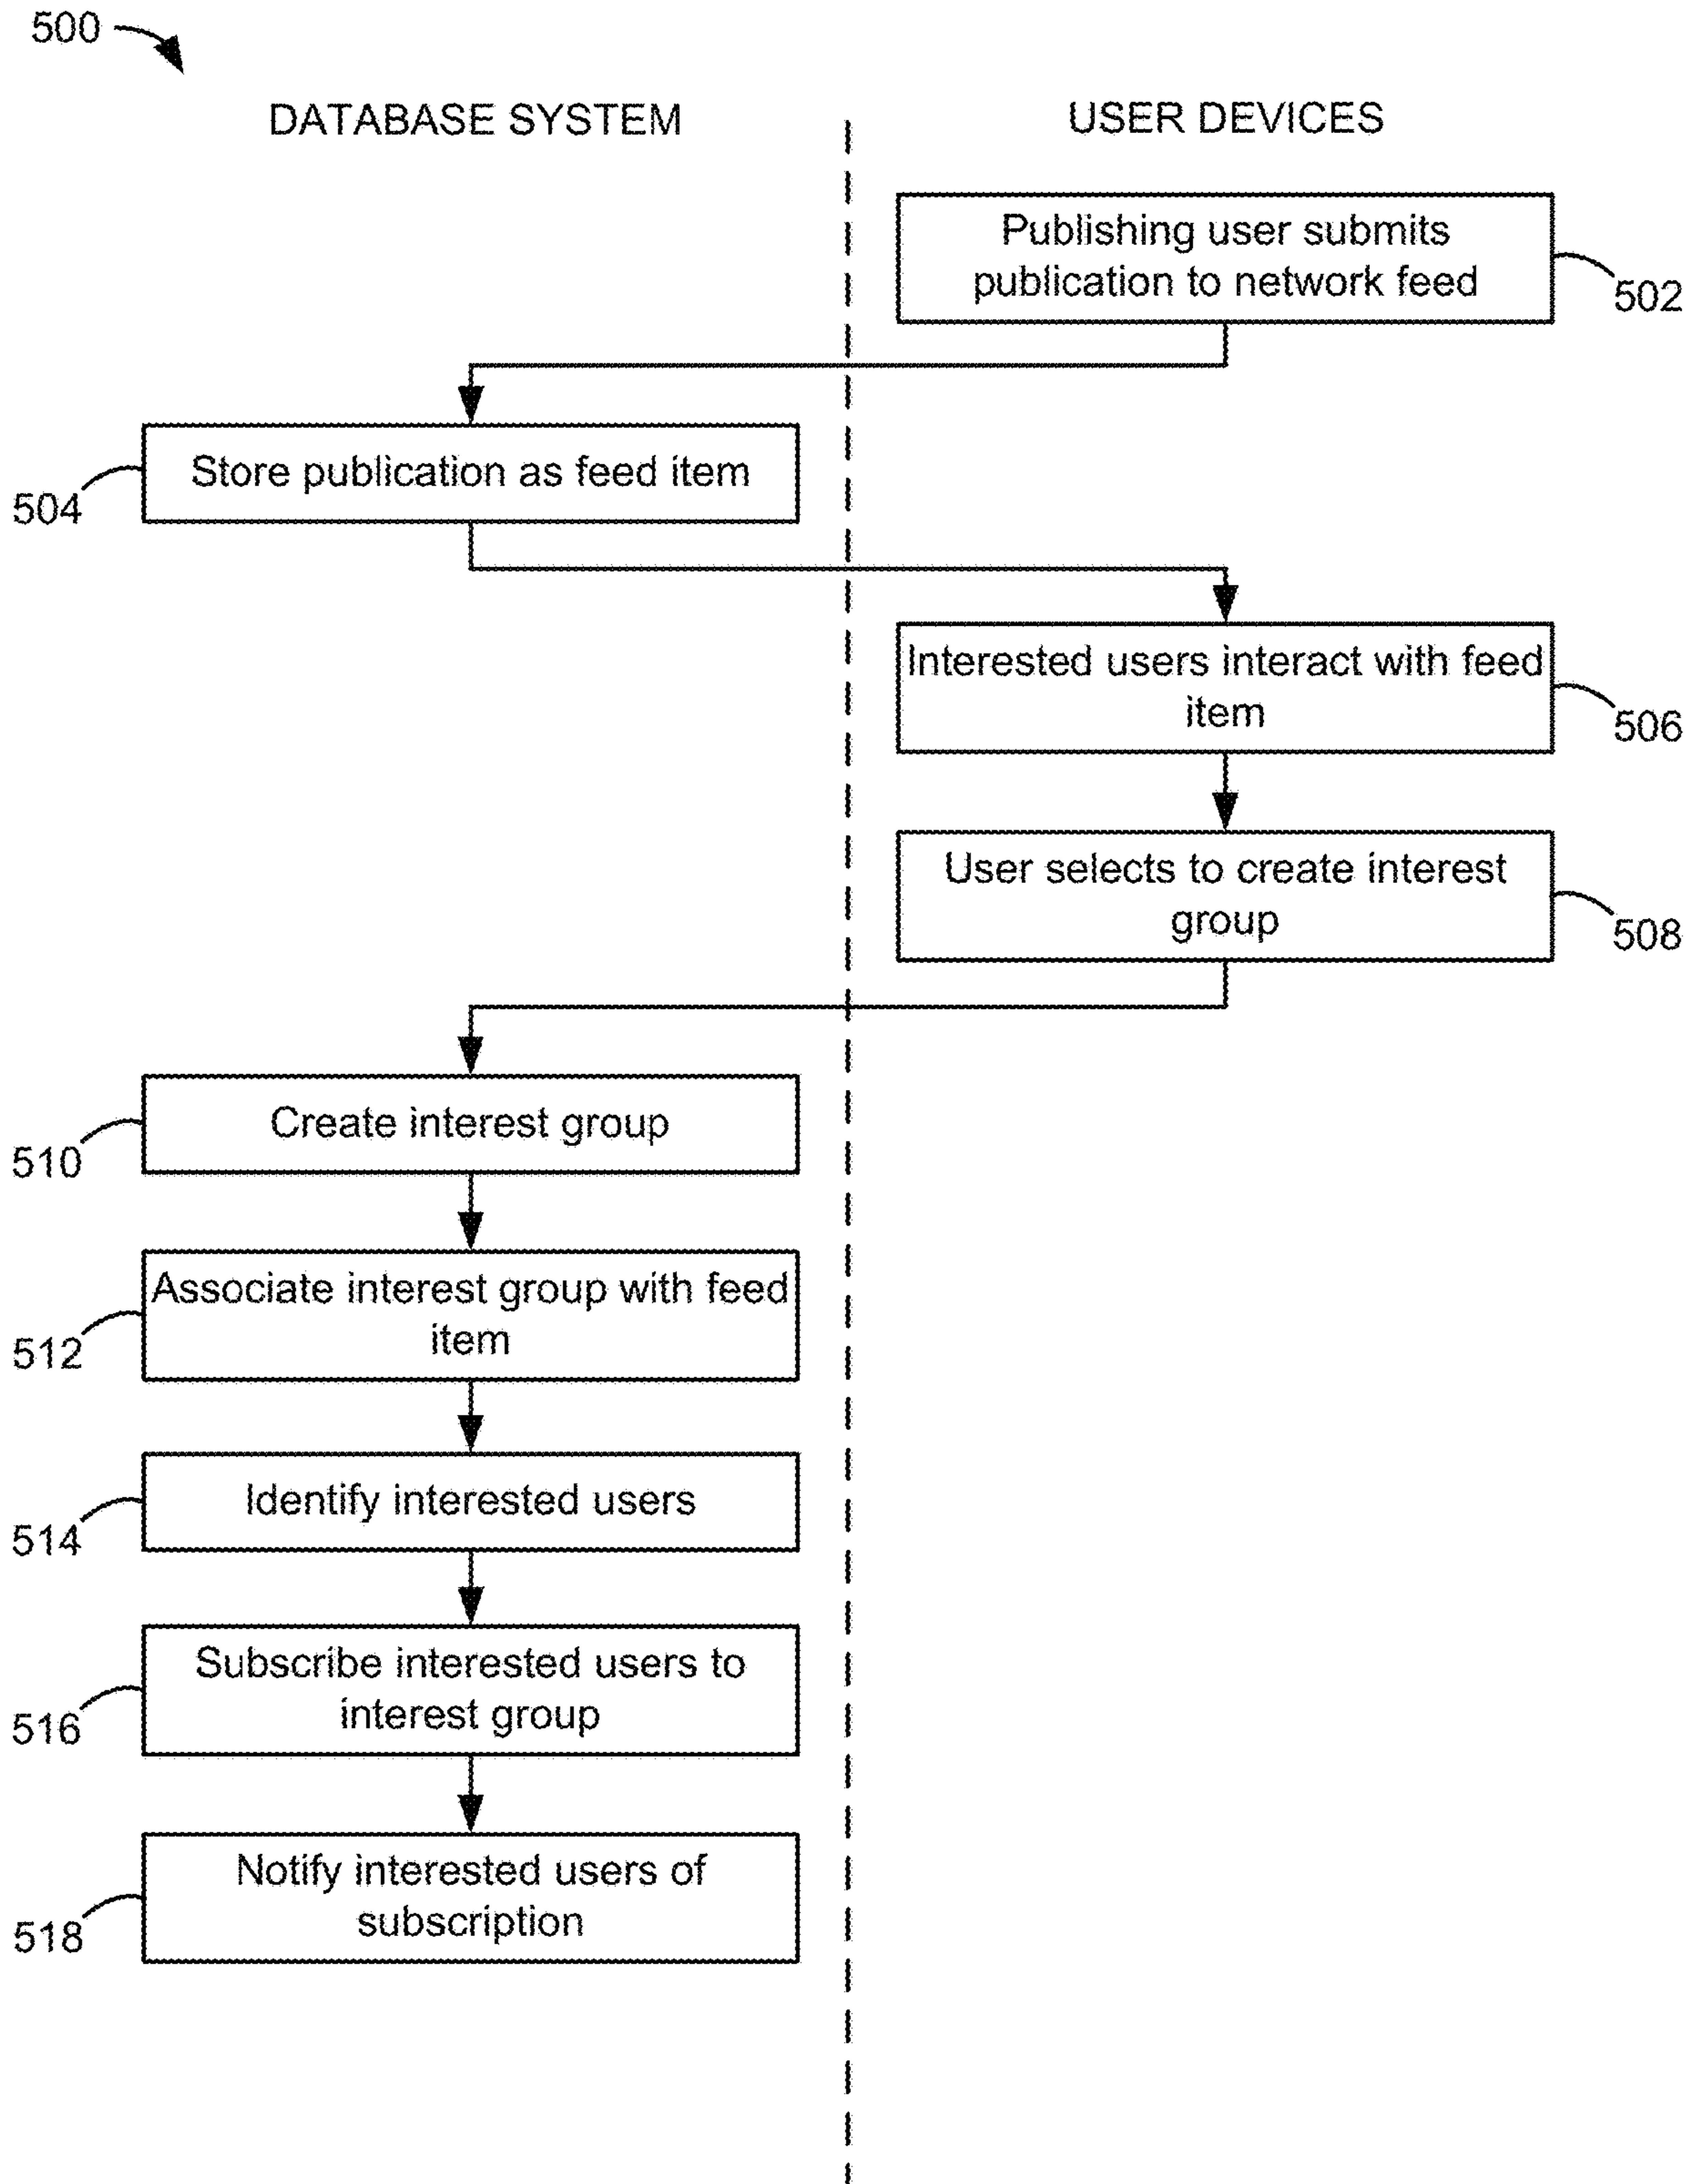 500
DATABASE SYSTEM
USER DEVICES
Publishing user submits
publication to network feed
502
Store publication as feed item
504
Interested users interact with feed
item
506
User selects to create interest
group
508
Create interest group
510
Associate interest group with feed
item
512
Identify interested users
514
Subscribe interested users to
interest group
516
Notify interested users of
subscription
518